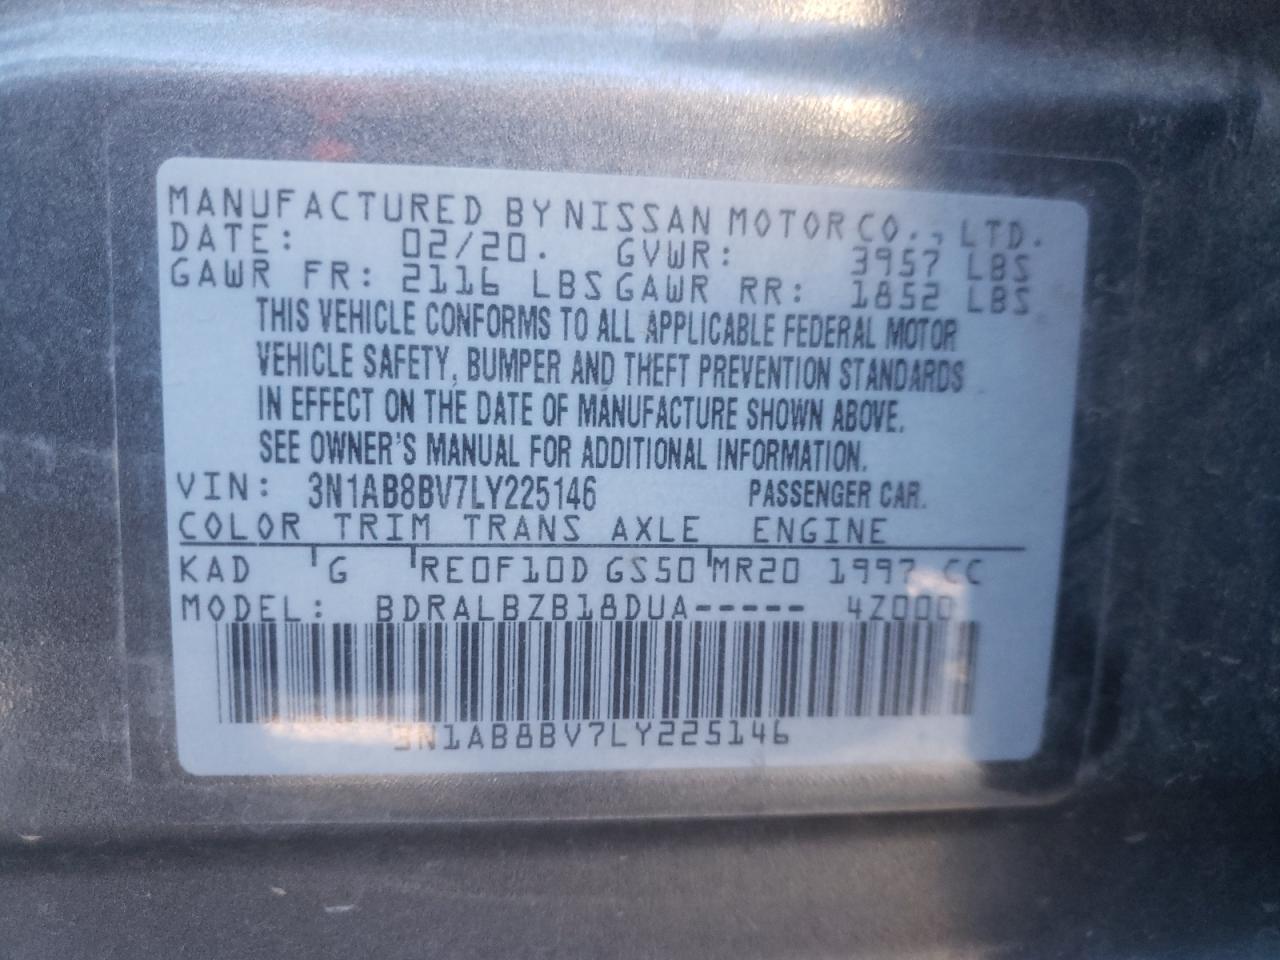 MANUFACTURED BY NISSAN MOTOR CO., LTD.
DATE: 02/20. GVWR: 3957 LBS
GAWR FR: 2116 LBS GAWR RR: 1852 LBS
THIS VEHICLE CONFORMS TO ALL APPLICABLE FEDERAL MOTOR
VEHICLE SAFETY, BUMPER AND THEFT PREVENTION STANDARDS
IN EFFECT ON THE DATE OF MANUFACTURE SHOWN ABOVE.
SEE OWNER'S MANUAL FOR ADDITIONAL INFORMATION.
VIN: 3N1AB8BV7LY225146 PASSENGER CAR.
COLOR TRIM TRANS AXLE ENGINE
KAD G RE0F10D GS50 MR20 1997 CC
MODEL: BDRALBZB18DUA----- 4Z000
3N1AB8BV7LY225146